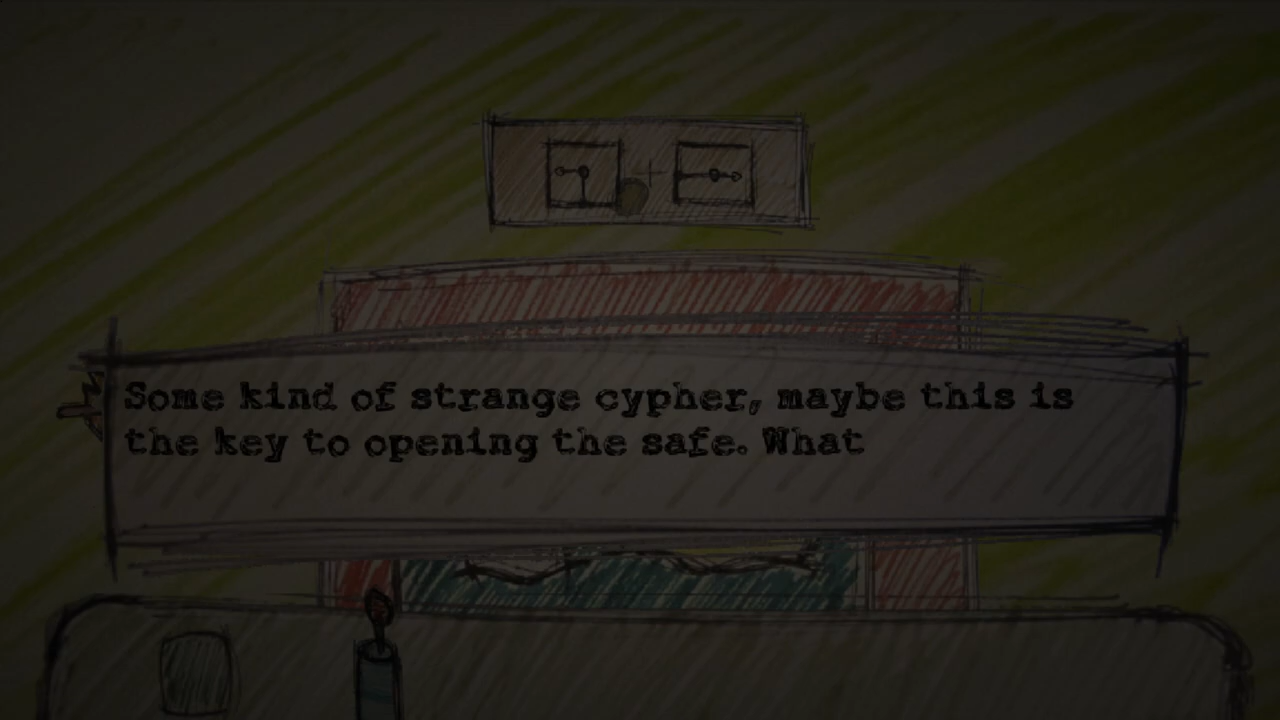 Some kind of strange cypher, maybe this is
the key to opening the safe. What